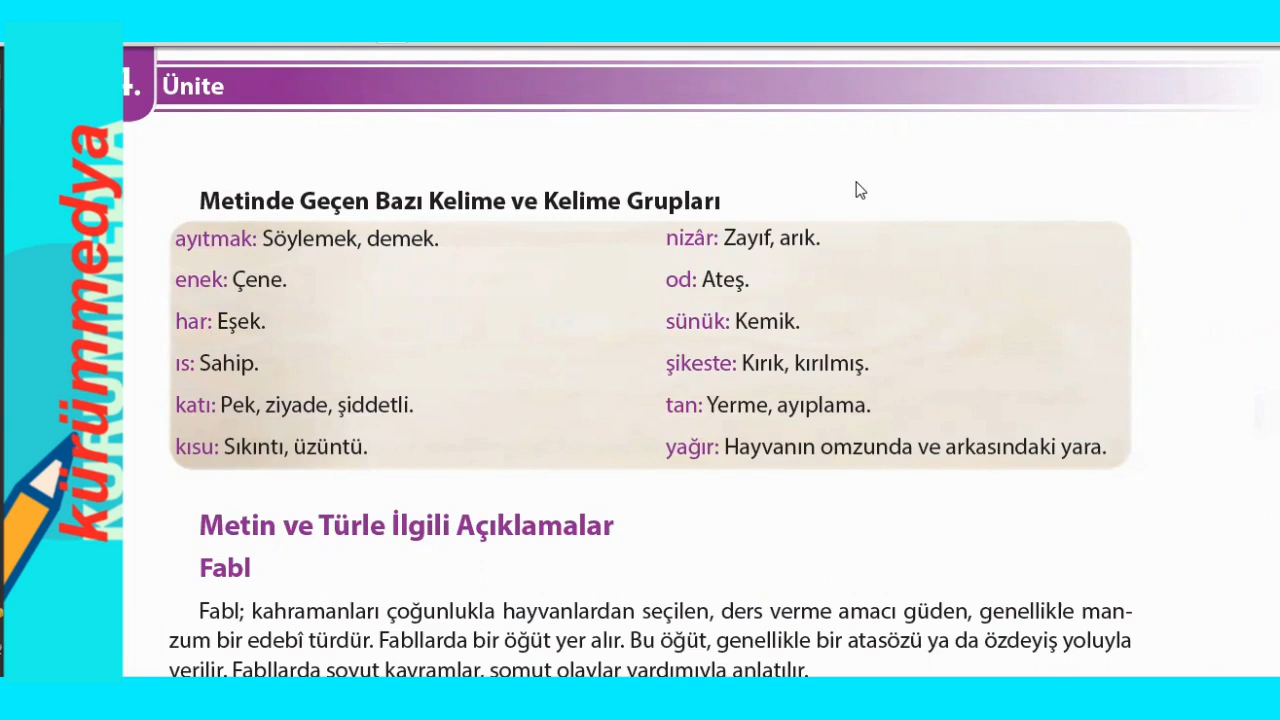 4. Ünite
kürümmedya
Metinde Geçen Bazı Kelime ve Kelime Grupları
ayıtmak: Söylemek, demek.
enek: Çene.
har: Eşek.
ıs: Sahip.
katı: Pek, ziyade, şiddetli.
kısu: Sıkıntı, üzüntü.
nizâr: Zayıf, arık.
od: Ateş.
sünük: Kemik.
şikeste: Kırık, kırılmış.
tan: Yerme, ayıplama.
yağır: Hayvanın omzunda ve arkasındaki yara.
Metin ve Türle İlgili Açıklamalar
Fabl
Fabl; kahramanları çoğunlukla hayvanlardan seçilen, ders verme amacı güden, genellikle man-
zum bir edebî türdür. Fabllarda bir öğüt yer alır. Bu öğüt, genellikle bir atasözü ya da özdeyiş yoluyla
verilir. Fabllarda soyut kavramlar, somut olaylar yardımıyla anlatılır.